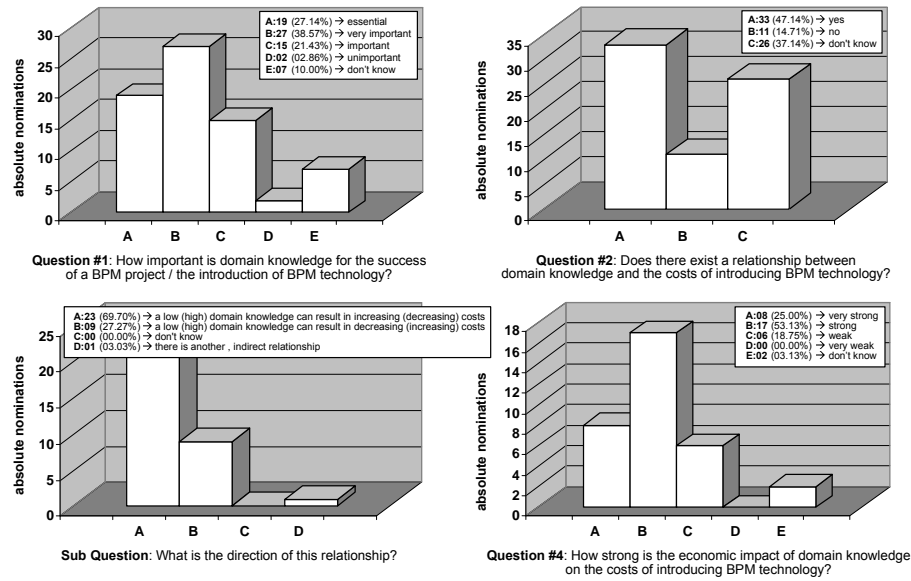 absolute nominations
A:19 (27.14%) → essential
B:27 (38.57%) → very important
C:15 (21.43%) → important
D:02 (02.86%) → unimportant
E:07 (10.00%) → don't know
30
25
20
15
10
5
0
A B C D E
Question #1: How important is domain knowledge for the success
of a BPM project / the introduction of BPM technology?
absolute nominations
A:33 (47.14%) → yes
B:11 (14.71%) → no
C:26 (37.14%) → don't know
35
30
25
20
15
10
5
0
A B C
Question #2: Does there exist a relationship between
domain knowledge and the costs of introducing BPM technology?
absolute nominations
A:23 (69.70%) → a low (high) domain knowledge can result in increasing (decreasing) costs
B:09 (27.27%) → a low (high) domain knowledge can result in decreasing (increasing) costs
C:00 (00.00%) → don't know
D:01 (03.03%) → there is another , indirect relationship
25
20
15
10
5
0
A B C D
Sub Question: What is the direction of this relationship?
absolute nominations
A:08 (25.00%) → very strong
B:17 (53.13%) → strong
C:06 (18.75%) → weak
D:00 (00.00%) → very weak
E:02 (03.13%) → don't know
18
16
14
12
10
8
6
4
2
0
A B C D E
Question #4: How strong is the economic impact of domain knowledge
on the costs of introducing BPM technology?